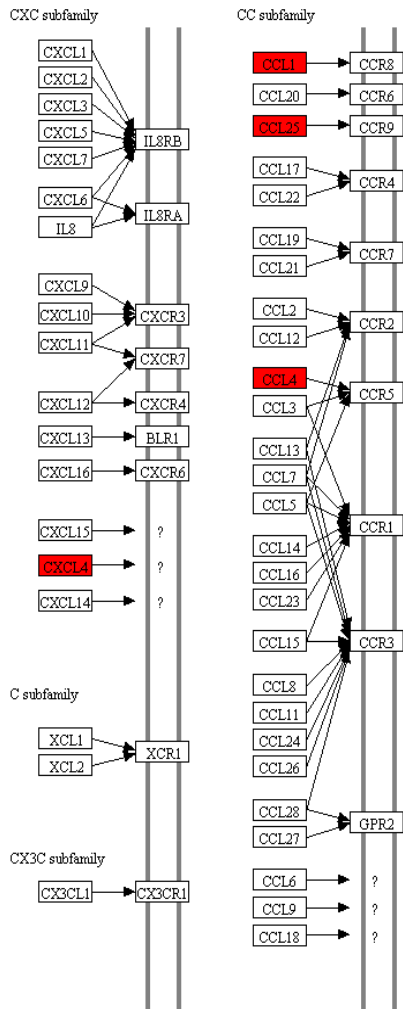 CXC subfamily
CXCL1
CXCL2
CXCL3
CXCL5
CXCL7
IL8RB
CXCL6
IL8
IL8RA
CXCL9
CXCL10
CXCL11
CXCR3
CXCR7
CXCL12
CXCR4
CXCL13
BLR1
CXCL16
CXCR6
CXCL15
?
CXCL4
?
CXCL14
?
C subfamily
XCL1
XCL2
XCR1
CX3C subfamily
CX3CL1
CX3CR1
CC subfamily
CCL1
CCR8
CCL20
CCR6
CCL25
CCR9
CCL17
CCL22
CCR4
CCL19
CCL21
CCR7
CCL2
CCL12
CCR2
CCL4
CCL3
CCR5
CCL13
CCL7
CCL5
CCR1
CCL14
CCL16
CCL23
CCL15
CCR3
CCL8
CCL11
CCL24
CCL26
CCL28
CCL27
GPR2
CCL6
?
CCL9
?
CCL18
?